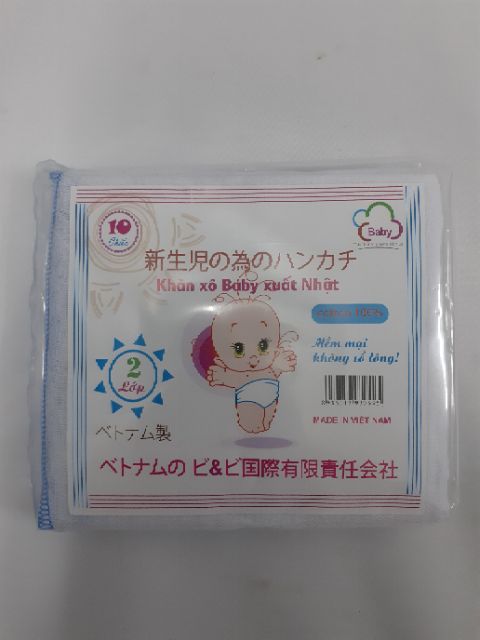 10
Chiếc
Baby
新生児の為のハンカチ
Khăn xô Baby xuất Nhật
cotton 100%
Mềm mại
không cổ lông!
2
Lớp
MADE IN VIỆT NAM
ベトナム製
ベトナムの ビ&ビ国際有限責任会社